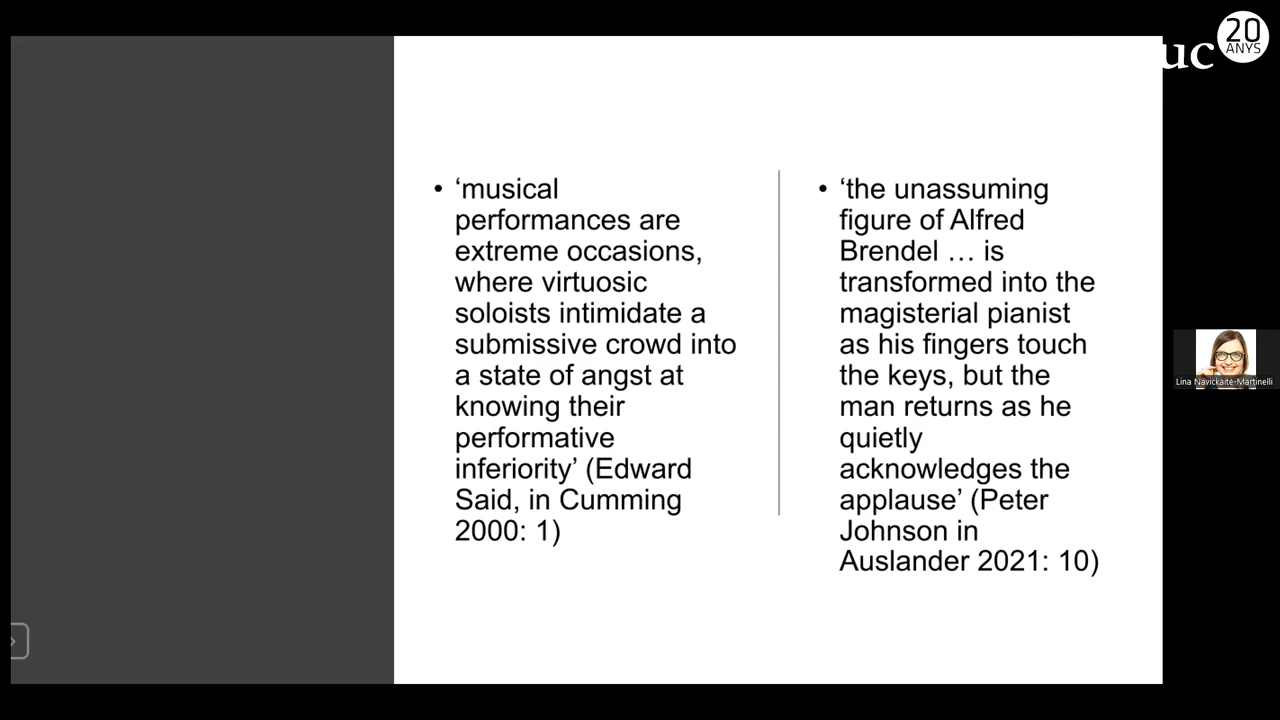 20
ANYS
uc
• ‘musical
performances are
extreme occasions,
where virtuosic
soloists intimidate a
submissive crowd into
a state of angst at
knowing their
performative
inferiority’ (Edward
Said, in Cumming
2000: 1)
• ‘the unassuming
figure of Alfred
Brendel … is
transformed into the
magisterial pianist
as his fingers touch
the keys, but the
man returns as he
quietly
acknowledges the
applause’ (Peter
Johnson in
Auslander 2021: 10)
Lina Navickaitė-Martinelli